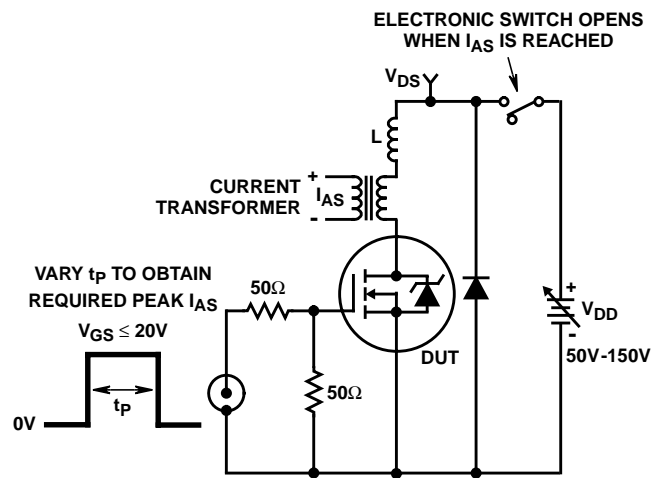 ELECTRONIC SWITCH OPENS
WHEN IAS IS REACHED
VDS
L
+
CURRENT
TRANSFORMER
IAS
-
VARY tP TO OBTAIN
REQUIRED PEAK IAS
50Ω
VGS ≤ 20V
+
VDD
-
DUT
50V-150V
50Ω
tP
0V